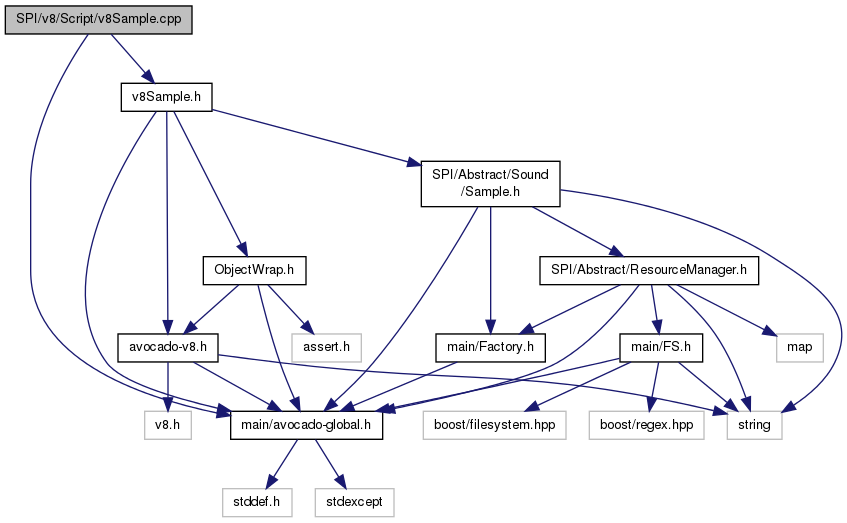 SPI/v8/Script/v8Sample.cpp
v8Sample.h
SPI/Abstract/Sound
/Sample.h
ObjectWrap.h
SPI/Abstract/ResourceManager.h
avocado-v8.h
assert.h
main/Factory.h
main/FS.h
map
v8.h
main/avocado-global.h
boost/filesystem.hpp
boost/regex.hpp
string
stddef.h
stdexcept